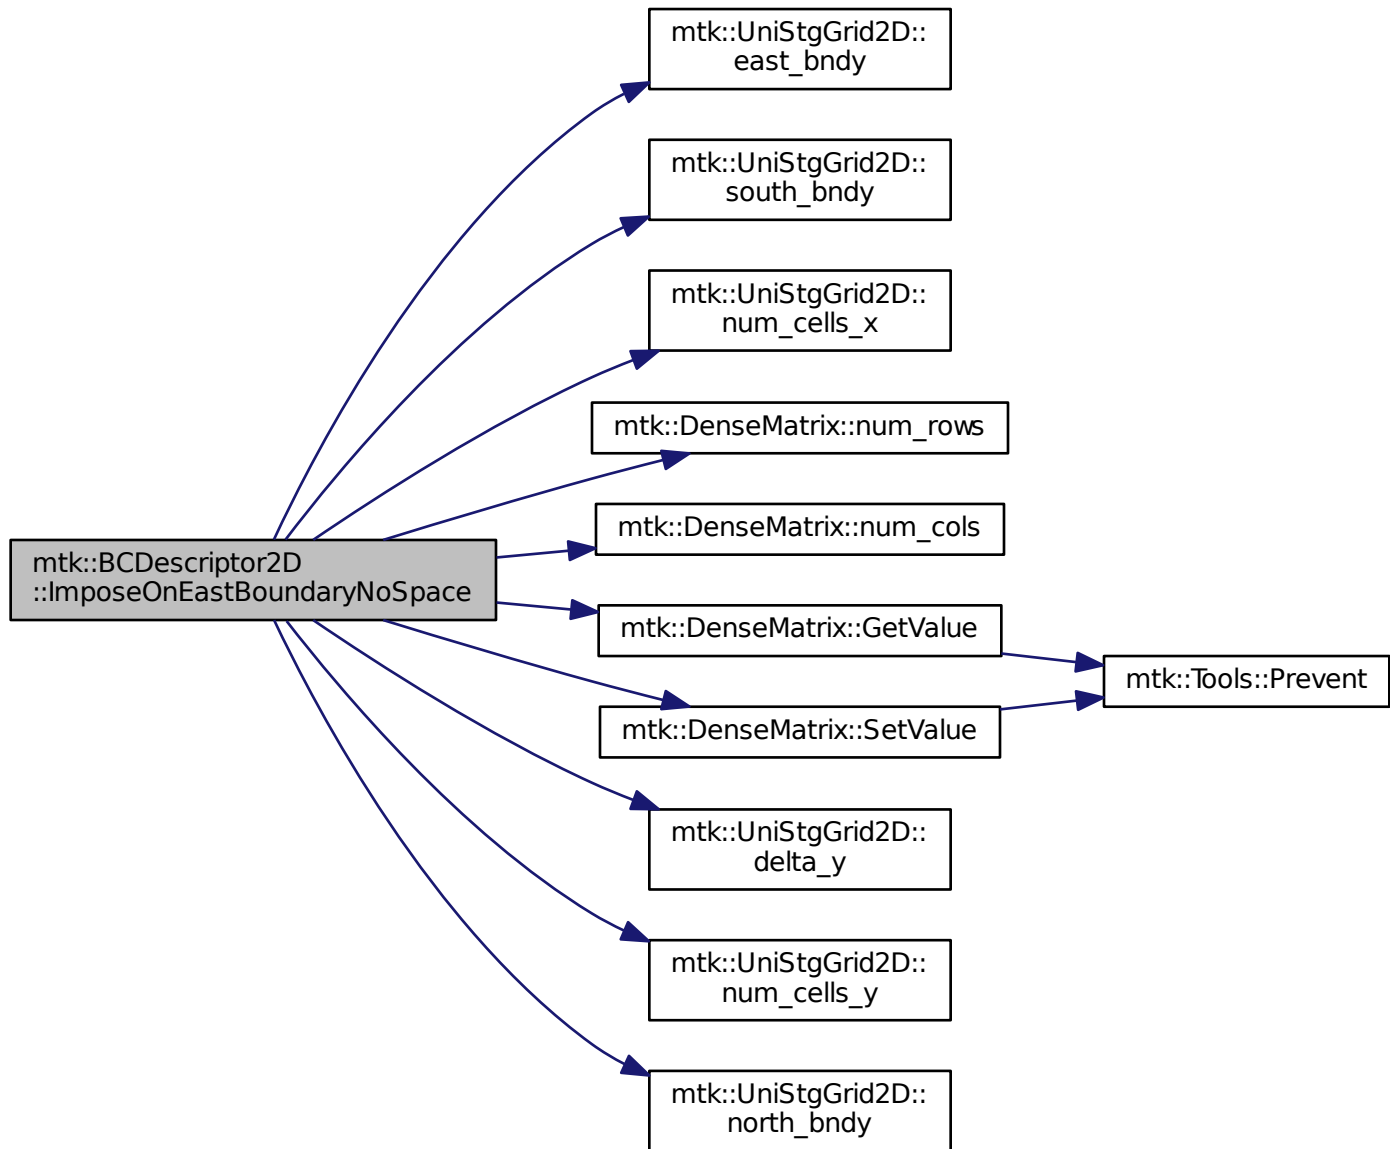 mtk::UniStgGrid2D::
east_bndy
mtk::UniStgGrid2D::
south_bndy
mtk::UniStgGrid2D::
num_cells_x
mtk::DenseMatrix::num_rows
mtk::DenseMatrix::num_cols
mtk::BCDescriptor2D
::ImposeOnEastBoundaryNoSpace
mtk::DenseMatrix::GetValue
mtk::Tools::Prevent
mtk::DenseMatrix::SetValue
mtk::UniStgGrid2D::
delta_y
mtk::UniStgGrid2D::
num_cells_y
mtk::UniStgGrid2D::
north_bndy